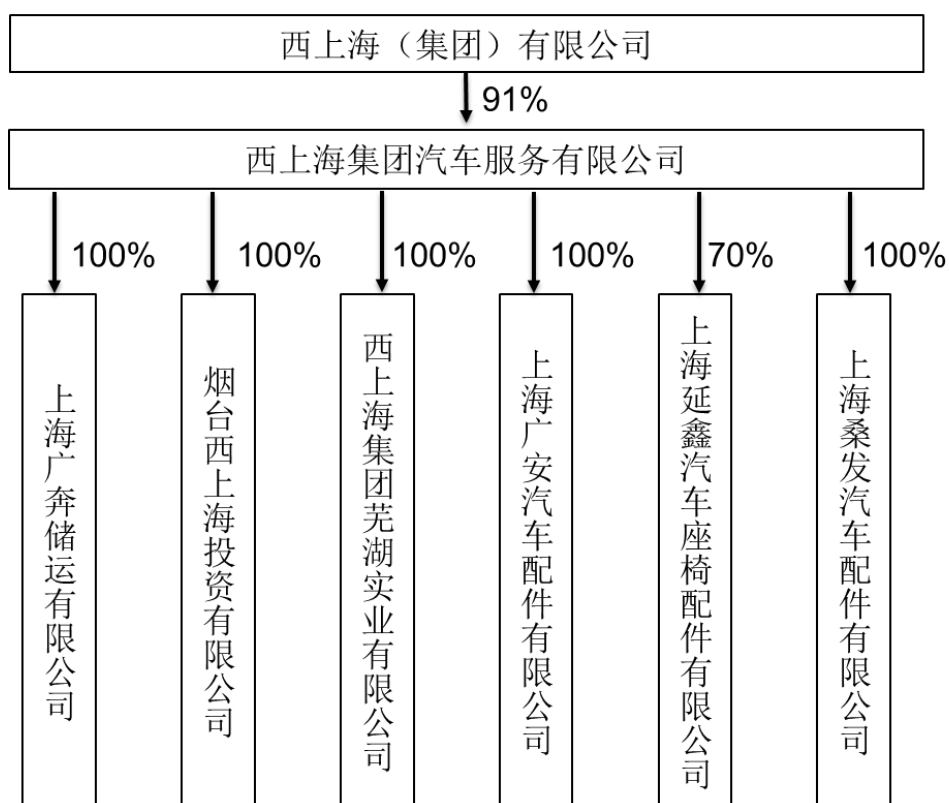 西上海（集团）有限公司
91%
西上海集团汽车服务有限公司
100%
100%
100%
100%
70%
100%
上海广奔储运有限公司
烟台西上海投资有限公司
西上海集团芜湖实业有限公司
上海广安汽车配件有限公司
上海延鑫汽车座椅配件有限公司
上海桑发汽车配件有限公司